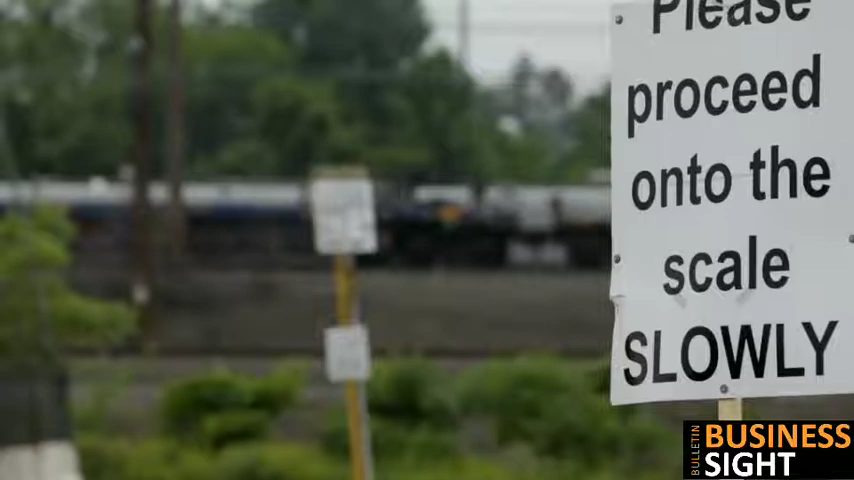 Please
proceed
onto the
scale
SLOWLY
BULLETIN
BUSINESS
SIGHT